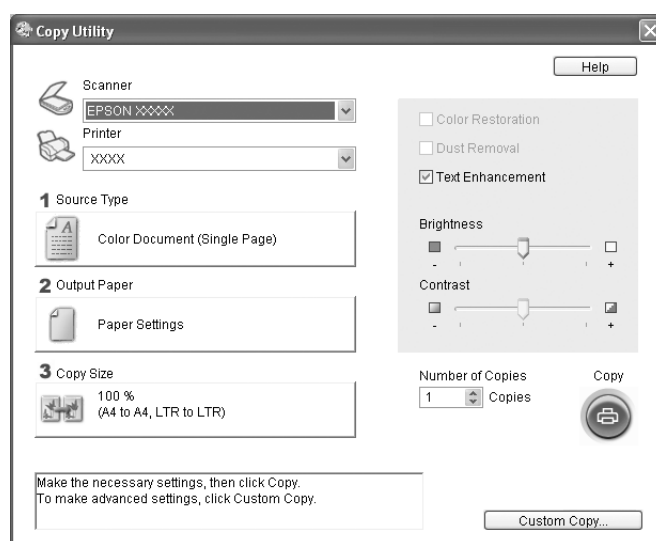 Copy Utility
Help
Scanner
EPSON XXXXX
Printer
XXXX
1 Source Type
Color Document (Single Page)
2 Output Paper
Paper Settings
3 Copy Size
100 %
(A4 to A4, LTR to LTR)
Color Restoration
Dust Removal
Text Enhancement
Brightness
- +
Contrast
- +
Number of Copies
1 Copies
Copy
Make the necessary settings, then click Copy.
To make advanced settings, click Custom Copy.
Custom Copy...